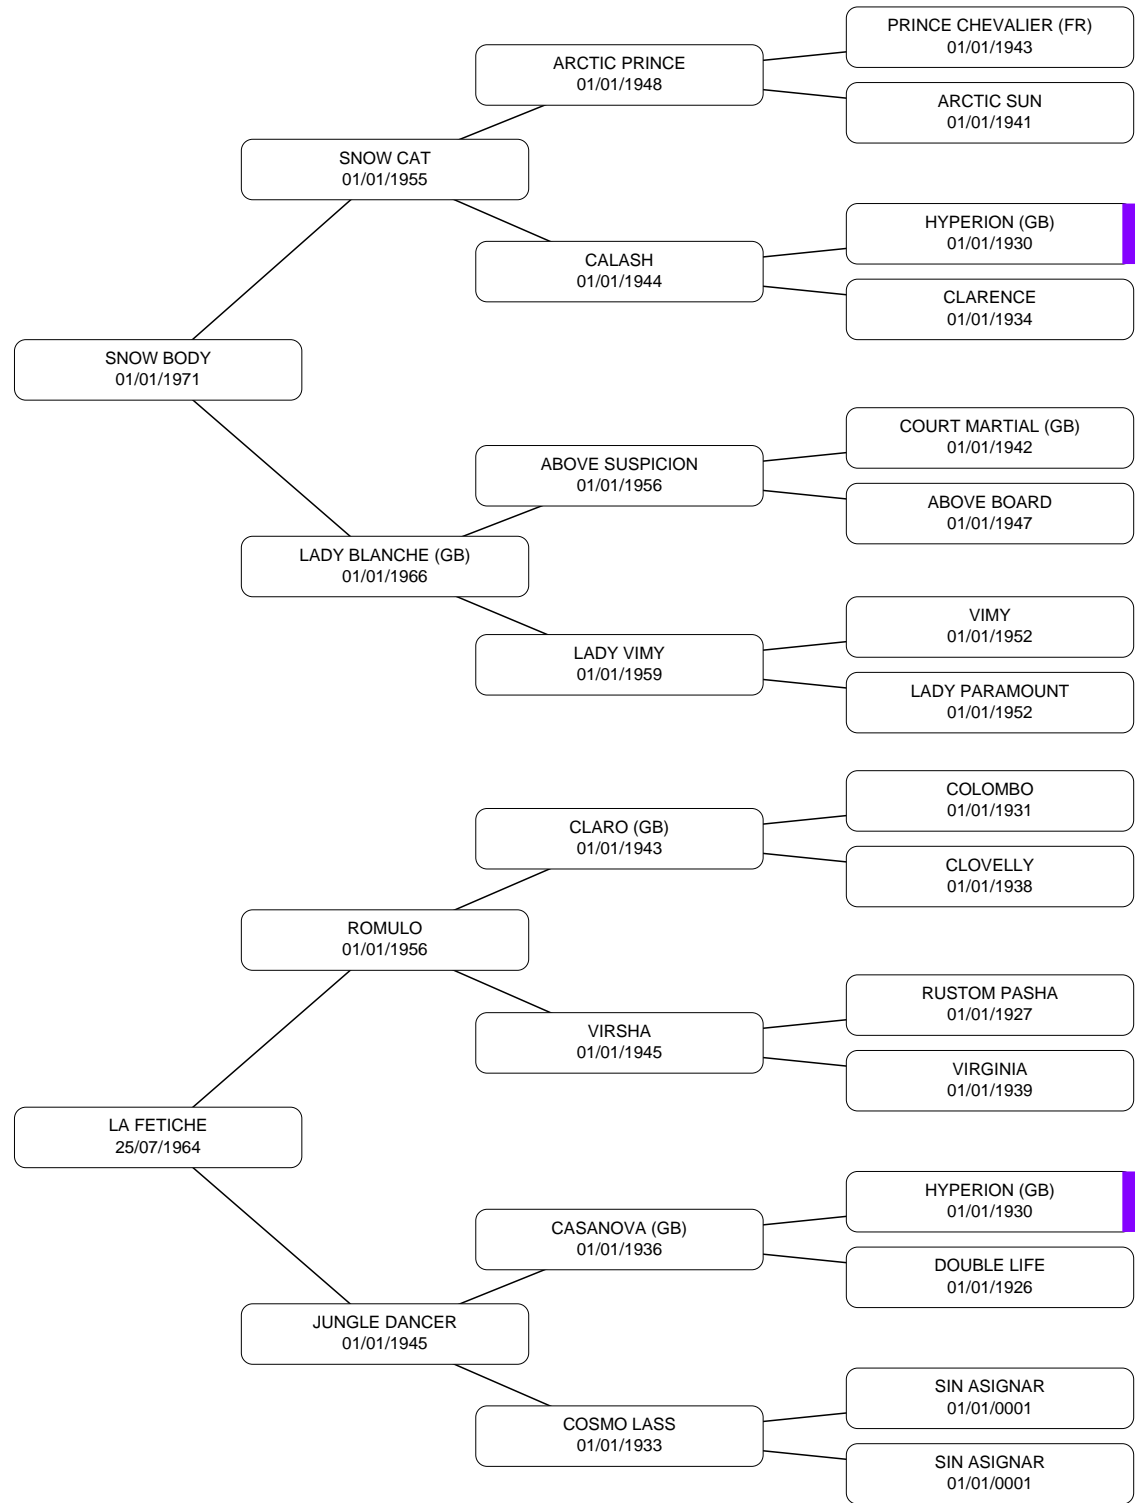 PRINCE CHEVALIER (FR)
01/01/1943
ARCTIC PRINCE
01/01/1948
ARCTIC SUN
01/01/1941
SNOW CAT
01/01/1955
HYPERION (GB)
01/01/1930
CALASH
01/01/1944
CLARENCE
01/01/1934
SNOW BODY
01/01/1971
COURT MARTIAL (GB)
01/01/1942
ABOVE SUSPICION
01/01/1956
ABOVE BOARD
01/01/1947
LADY BLANCHE (GB)
01/01/1966
VIMY
01/01/1952
LADY VIMY
01/01/1959
LADY PARAMOUNT
01/01/1952
COLOMBO
01/01/1931
CLARO (GB)
01/01/1943
CLOVELLY
01/01/1938
ROMULO
01/01/1956
RUSTOM PASHA
01/01/1927
VIRSHA
01/01/1945
VIRGINIA
01/01/1939
LA FETICHE
25/07/1964
HYPERION (GB)
01/01/1930
CASANOVA (GB)
01/01/1936
DOUBLE LIFE
01/01/1926
JUNGLE DANCER
01/01/1945
SIN ASIGNAR
01/01/0001
COSMO LASS
01/01/1933
SIN ASIGNAR
01/01/0001